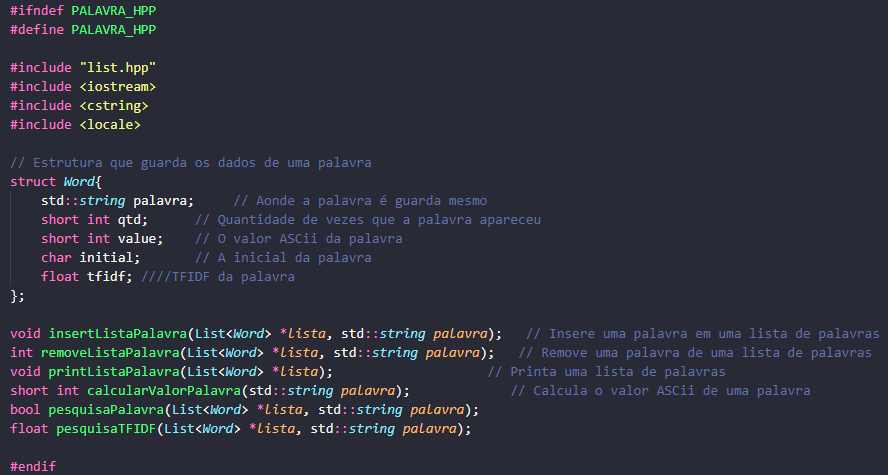 #ifndef PALAVRA_HPP
#define PALAVRA_HPP
#include "list.hpp"
#include <iostream>
#include <cstring>
#include <locale>
// Estrutura que guarda os dados de uma palavra
struct Word{
std::string palavra; // Aonde a palavra é guarda mesmo
short int qtd; // Quantidade de vezes que a palavra apareceu
short int value; // O valor ASCii da palavra
char initial; // A inicial da palavra
float tfidf; ////TFIDF da palavra
};
void insertListaPalavra(List<Word> *lista, std::string palavra); // Insere uma palavra em uma lista de palavras
int removeListaPalavra(List<Word> *lista, std::string palavra); // Remove uma palavra de uma lista de palavras
void printListaPalavra(List<Word> *lista); // Printa uma lista de palavras
short int calcularValorPalavra(std::string palavra); // Calcula o valor ASCii de uma palavra
bool pesquisaPalavra(List<Word> *lista, std::string palavra);
float pesquisaTFIDF(List<Word> *lista, std::string palavra);
#endif